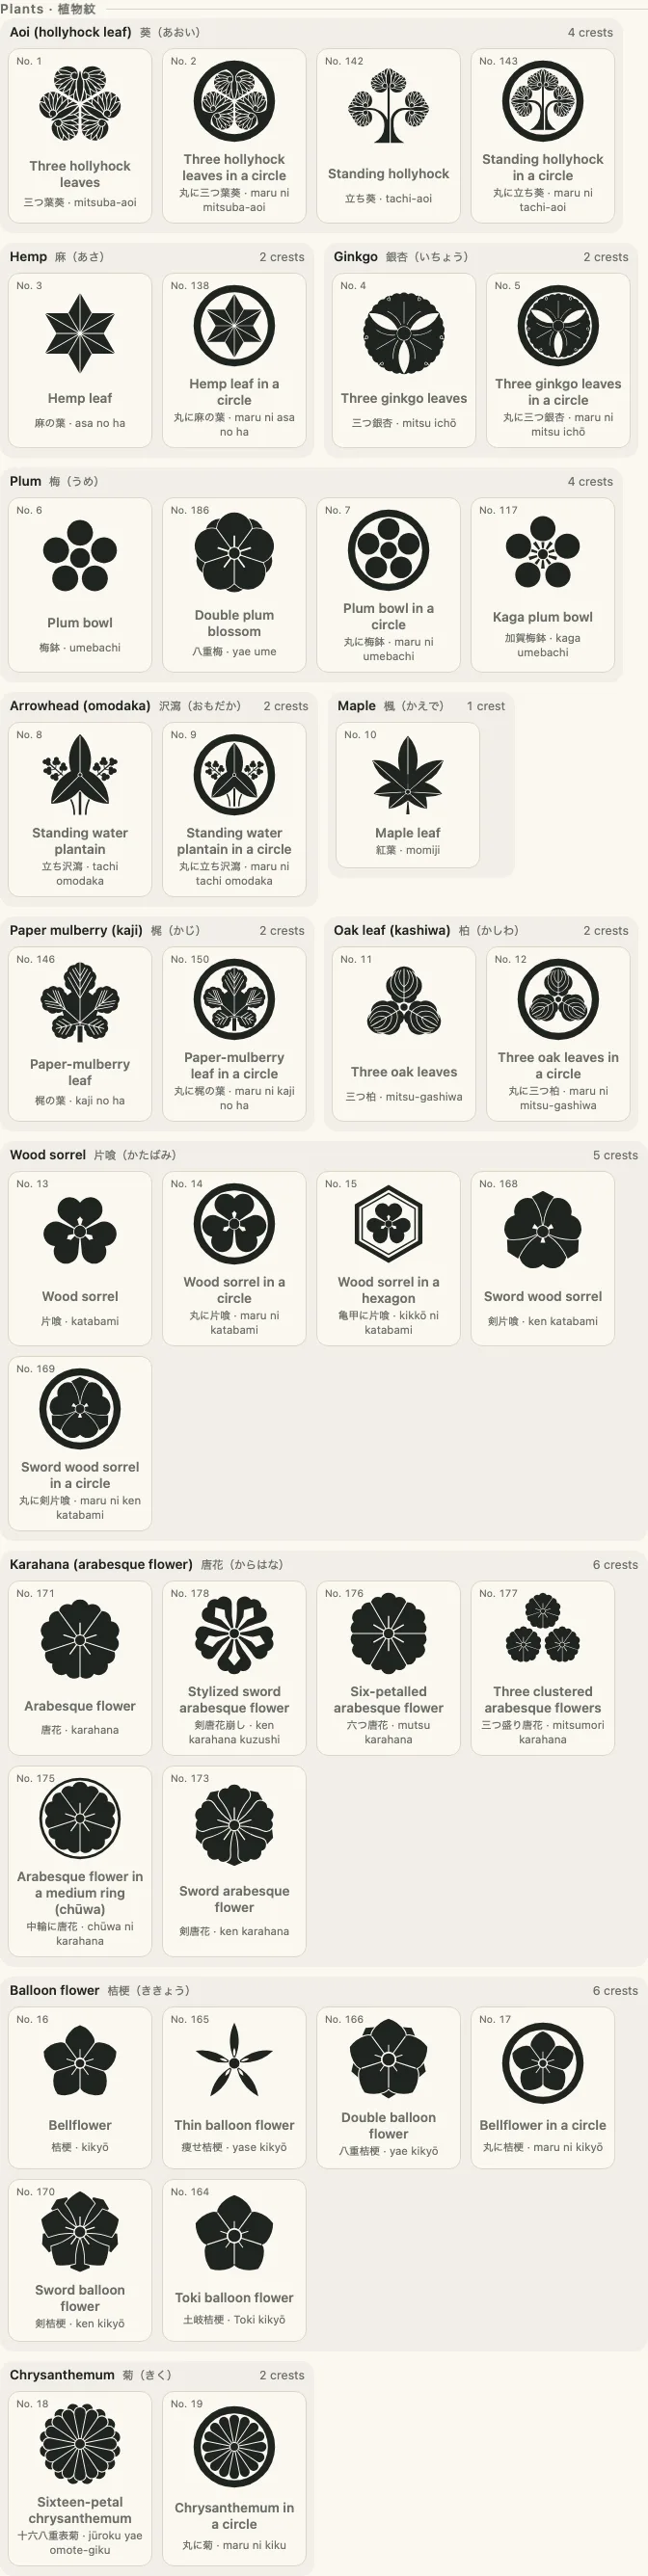 Plants · 植物紋
Aoi (hollyhock leaf) 葵（あおい） 4 crests
No. 1
Three hollyhock
leaves
三つ葉葵 · mitsuba-aoi
No. 2
Three hollyhock
leaves in a circle
丸に三つ葉葵 · maru ni
mitsuba-aoi
No. 142
Standing hollyhock
立ち葵 · tachi-aoi
No. 143
Standing hollyhock
in a circle
丸に立ち葵 · maru ni
tachi-aoi
Hemp 麻（あさ） 2 crests
No. 3
Hemp leaf
麻の葉 · asa no ha
No. 138
Hemp leaf in a
circle
丸に麻の葉 · maru ni asa
no ha
Ginkgo 銀杏（いちょう） 2 crests
No. 4
Three ginkgo leaves
三つ銀杏 · mitsu ichō
No. 5
Three ginkgo leaves
in a circle
丸に三つ銀杏 · maru ni
mitsu ichō
Plum 梅（うめ） 4 crests
No. 6
Plum bowl
梅鉢 · umebachi
No. 186
Double plum
blossom
八重梅 · yae ume
No. 7
Plum bowl in a
circle
丸に梅鉢 · maru ni
umebachi
No. 117
Kaga plum bowl
加賀梅鉢 · kaga
umebachi
Arrowhead (omodaka) 沢瀉（おもだか） 2 crests
No. 8
Standing water
plantain
立ち沢瀉 · tachi
omodaka
No. 9
Standing water
plantain in a circle
丸に立ち沢瀉 · maru ni
tachi omodaka
Maple 楓（かえで） 1 crest
No. 10
Maple leaf
紅葉 · momiji
Paper mulberry (kaji) 梶（かじ） 2 crests
No. 146
Paper-mulberry
leaf
梶の葉 · kaji no ha
No. 150
Paper-mulberry
leaf in a circle
丸に梶の葉 · maru ni kaji
no ha
Oak leaf (kashiwa) 柏（かしわ） 2 crests
No. 11
Three oak leaves
三つ柏 · mitsu-gashiwa
No. 12
Three oak leaves in
a circle
丸に三つ柏 · maru ni
mitsu-gashiwa
Wood sorrel 片喰（かたばみ） 5 crests
No. 13
Wood sorrel
片喰 · katabami
No. 14
Wood sorrel in a
circle
丸に片喰 · maru ni
katabami
No. 15
Wood sorrel in a
hexagon
亀甲に片喰 · kikkō ni
katabami
No. 168
Sword wood sorrel
剣片喰 · ken katabami
No. 169
Sword wood sorrel
in a circle
丸に剣片喰 · maru ni ken
katabami
Karahana (arabesque flower) 唐花（からはな） 6 crests
No. 171
Arabesque flower
唐花 · karahana
No. 178
Stylized sword
arabesque flower
剣唐花崩し · ken
karahana kuzushi
No. 176
Six-petalled
arabesque flower
六つ唐花 · mutsu
karahana
No. 177
Three clustered
arabesque flowers
三つ盛り唐花 · mitsumori
karahana
No. 175
Arabesque flower in
a medium ring
(chūwa)
中輪に唐花 · chūwa ni
karahana
No. 173
Sword arabesque
flower
剣唐花 · ken karahana
Balloon flower 桔梗（ききょう） 6 crests
No. 16
Bellflower
桔梗 · kikyō
No. 165
Thin balloon flower
痩せ桔梗 · yase kikyō
No. 166
Double balloon
flower
八重桔梗 · yae kikyō
No. 17
Bellflower in a circle
丸に桔梗 · maru ni kikyō
No. 170
Sword balloon
flower
剣桔梗 · ken kikyō
No. 164
Toki balloon flower
土岐桔梗 · Toki kikyō
Chrysanthemum 菊（きく） 2 crests
No. 18
Sixteen-petal
chrysanthemum
十六八重表菊 · jūroku yae
omote-giku
No. 19
Chrysanthemum in
a circle
丸に菊 · maru ni kiku